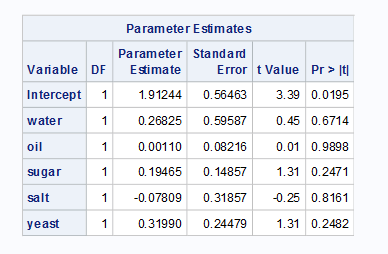 Parameter Estimates
Parameter Standard
Variable DF Estimate Error t Value Pr > |t|
Intercept 1 1.91244 0.56463 3.39 0.0195
water 1 0.26825 0.59587 0.45 0.6714
oil 1 0.00110 0.08216 0.01 0.9898
sugar 1 0.19465 0.14857 1.31 0.2471
salt 1 -0.07809 0.31857 -0.25 0.8161
yeast 1 0.31990 0.24479 1.31 0.2482